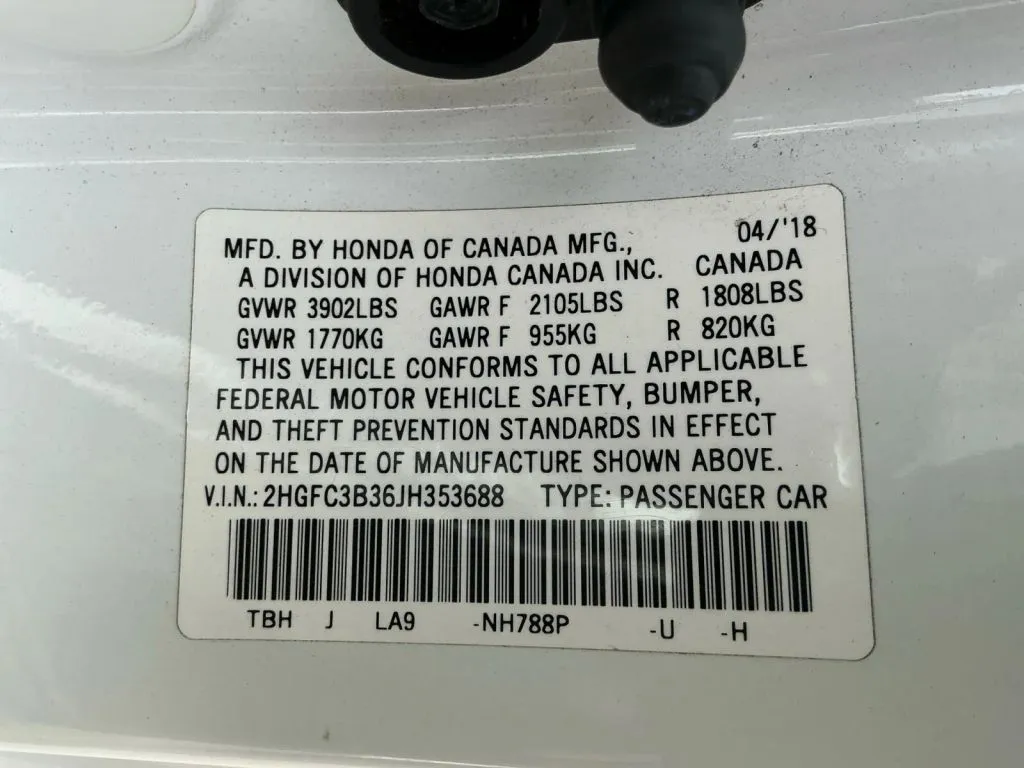 MFD. BY HONDA OF CANADA MFG., 04/'18
A DIVISION OF HONDA CANADA INC. CANADA
GVWR 3902LBS GAWR F 2105LBS R 1808LBS
GVWR 1770KG GAWR F 955KG R 820KG
THIS VEHICLE CONFORMS TO ALL APPLICABLE
FEDERAL MOTOR VEHICLE SAFETY, BUMPER,
AND THEFT PREVENTION STANDARDS IN EFFECT
ON THE DATE OF MANUFACTURE SHOWN ABOVE.
V.I.N.: 2HGFC3B36JH353688 TYPE: PASSENGER CAR
TBH J LA9 -NH788P -U -H